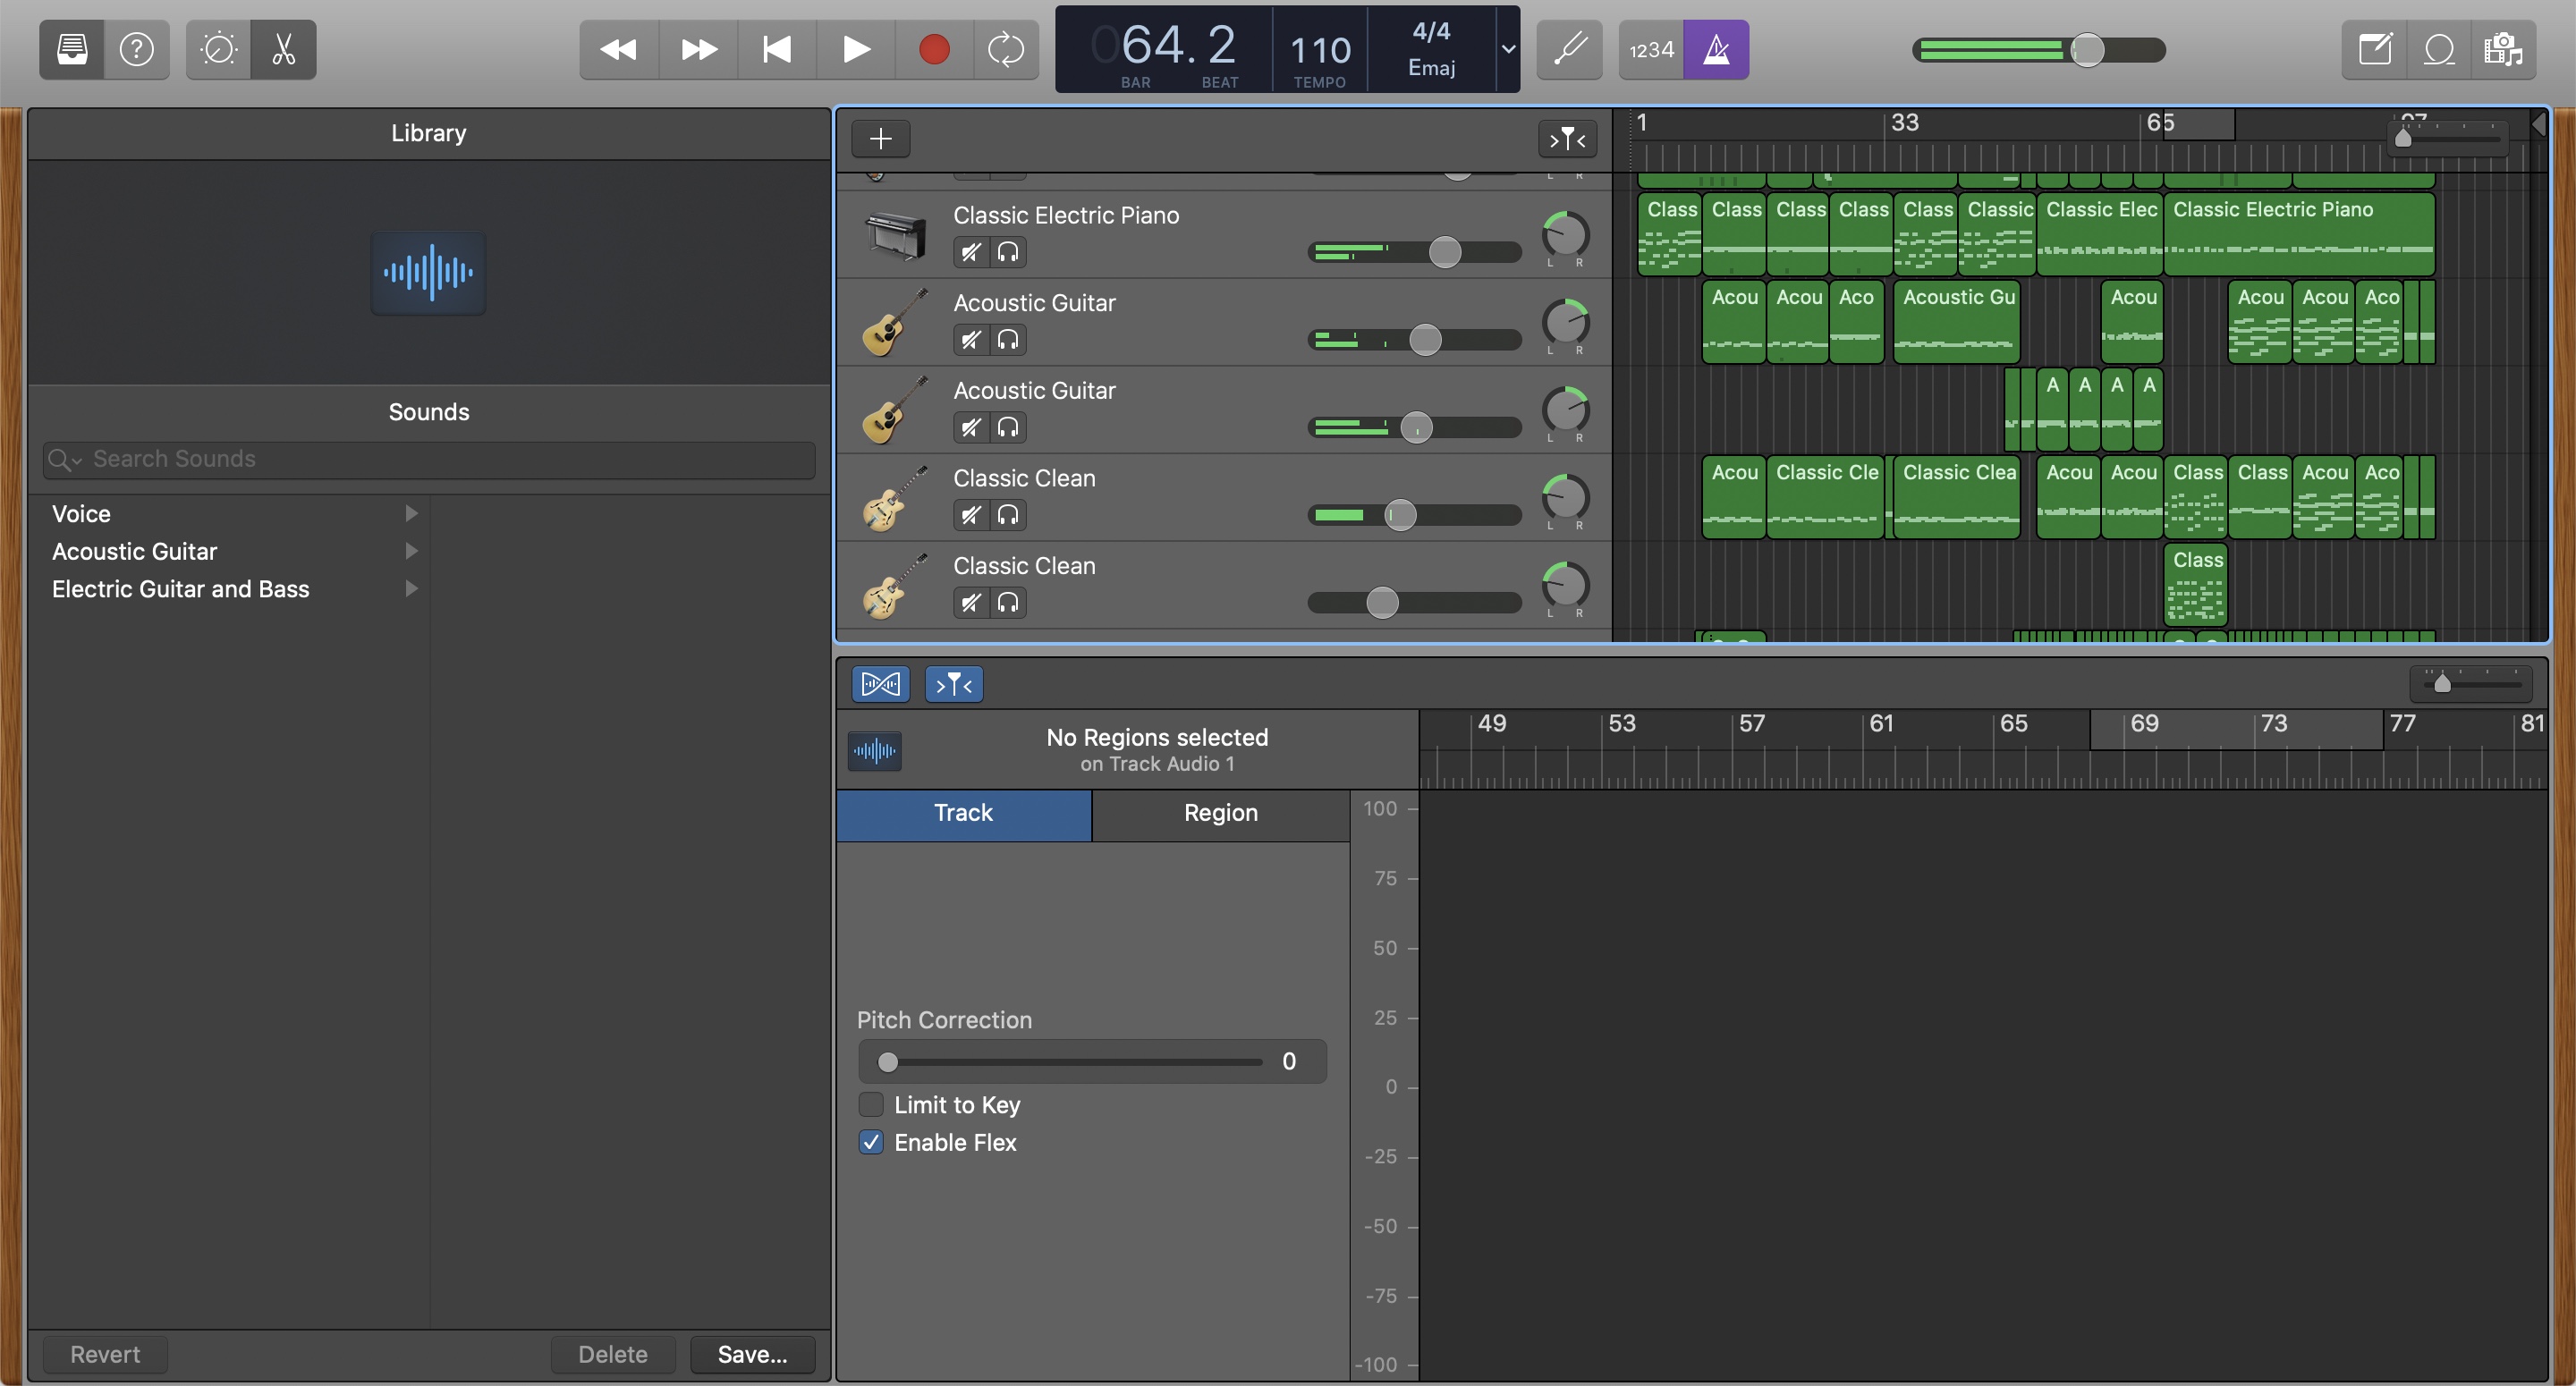 064. 2
BAR
BEAT
110
TEMPO
4/4
Emaj
1234
Library
Sounds
Search Sounds
Voice
Acoustic Guitar
Electric Guitar and Bass
Revert
Delete
Save...
1
33
65
97
L R
Classic Electric Piano
L R
Class
Class
Class
Class
Class
Classic
Classic Elec
Classic Electric Piano
Acoustic Guitar
L R
Acou
Acou
Aco
Acoustic Gu
Acou
Acou
Acou
Aco
Acoustic Guitar
L R
A
A
A
A
Classic Clean
L R
Acou
Classic Cle
Classic Clea
Acou
Acou
Class
Class
Acou
Aco
Classic Clean
L R
Class
No Regions selected
on Track Audio 1
49
53
57
61
65
69
73
77
81
Track
Region
Pitch Correction
0
Limit to Key
Enable Flex
100
75
50
25
0
-25
-50
-75
-100